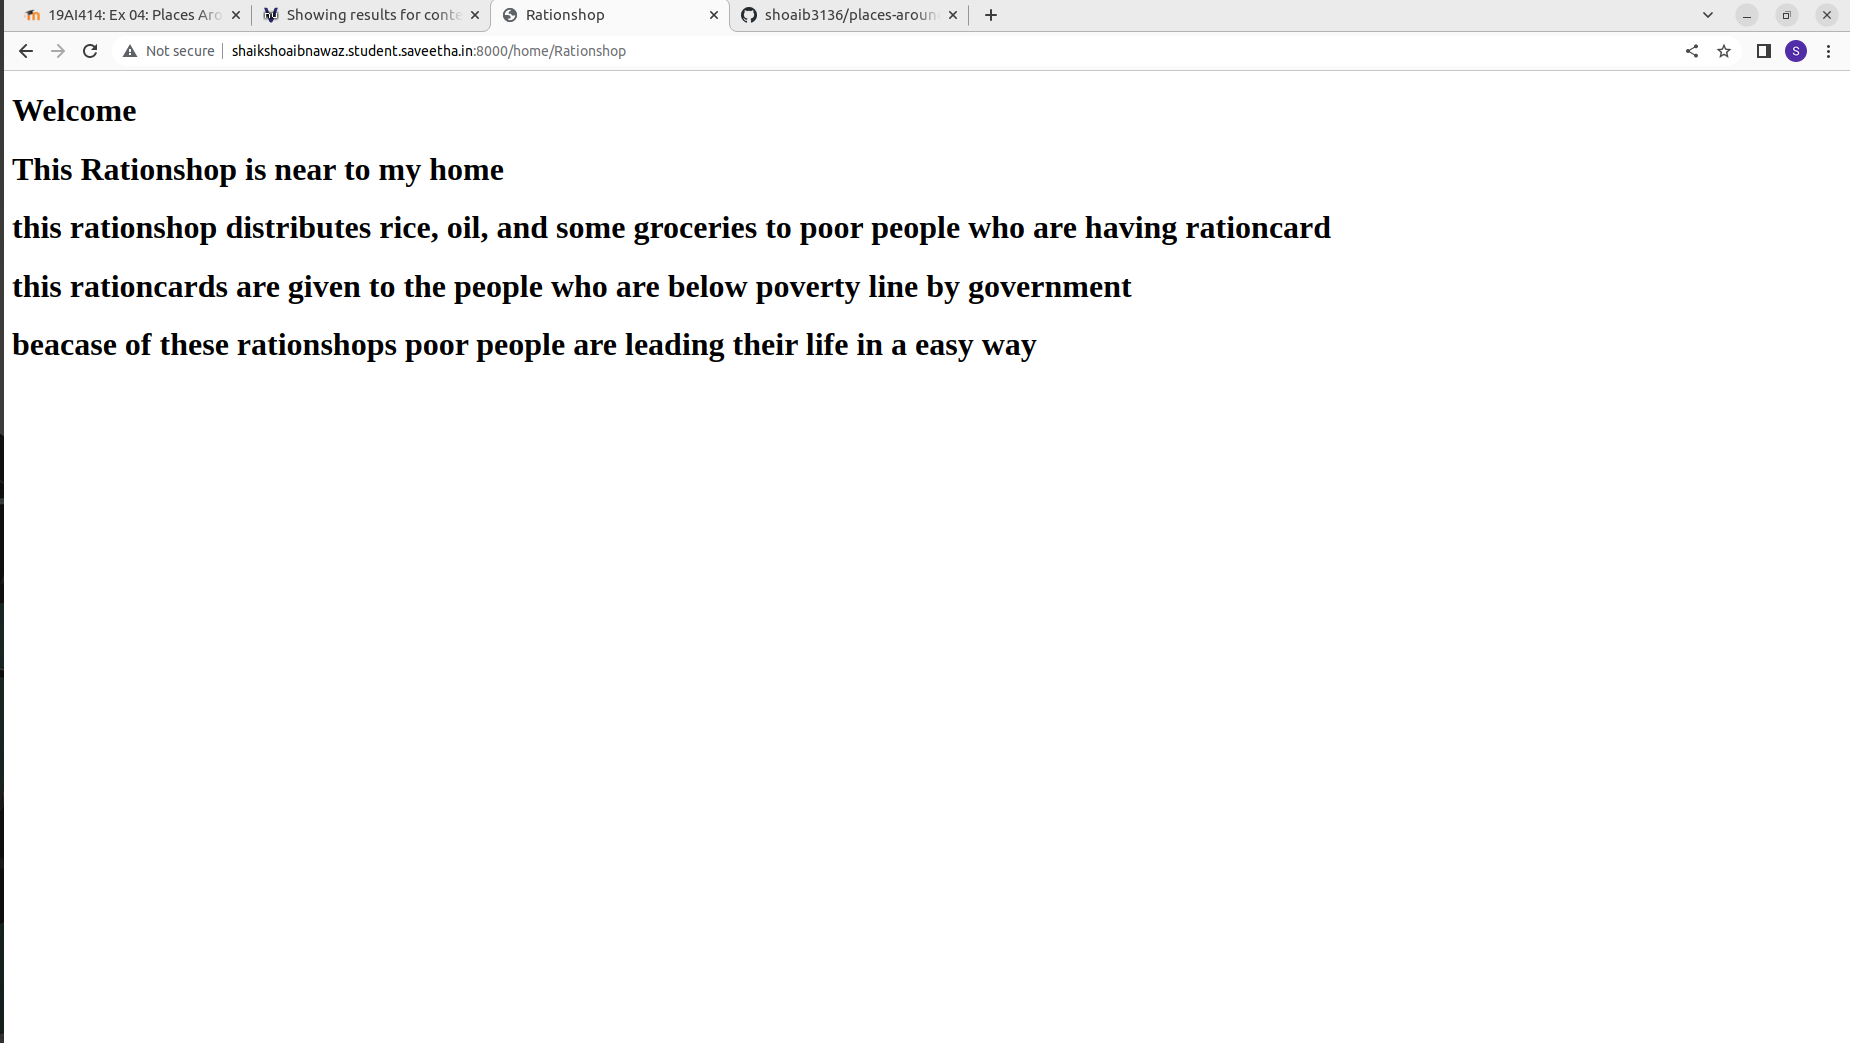 19AI414: Ex 04: Places Aro
Showing results for conte
Rationshop
shoaib3136/places-aroun
Not secure shaikshoaibnawaz.student.saveetha.in:8000/home/Rationshop
S
Welcome
This Rationshop is near to my home
this rationshop distributes rice, oil, and some groceries to poor people who are having rationcard
this rationcards are given to the people who are below poverty line by government
beacase of these rationshops poor people are leading their life in a easy way